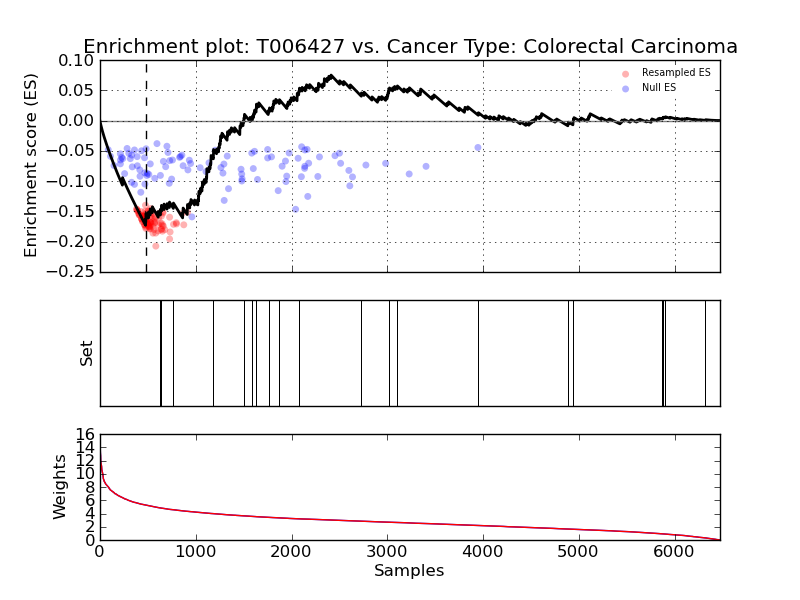 Enrichment plot: T006427 vs. Cancer Type: Colorectal Carcinoma
Enrichment score (ES)
0.10
0.05
0.00
−0.05
−0.10
−0.15
−0.20
−0.25
Resampled ES
Null ES
Set
Weights
16
14
12
10
8
6
4
2
0
0 1000 2000 3000 4000 5000 6000
Samples